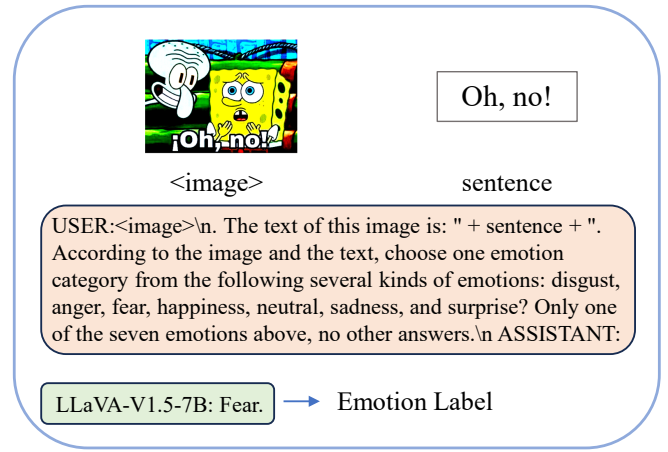 ¡Oh, no!
Oh, no!
<image>
sentence
USER:<image>\n. The text of this image is: " + sentence + ".
According to the image and the text, choose one emotion
category from the following several kinds of emotions: disgust,
anger, fear, happiness, neutral, sadness, and surprise? Only one
of the seven emotions above, no other answers.\n ASSISTANT:
LLaVA-V1.5-7B: Fear.
Emotion Label